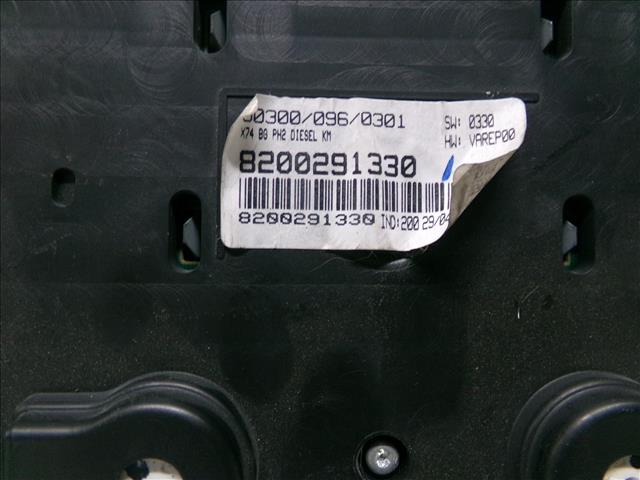 00300/096/0301 SW: 0330
X74 BG PH2 DIESEL KM HW: VAREP00
8200291330
8200291330 IND:200 29/04